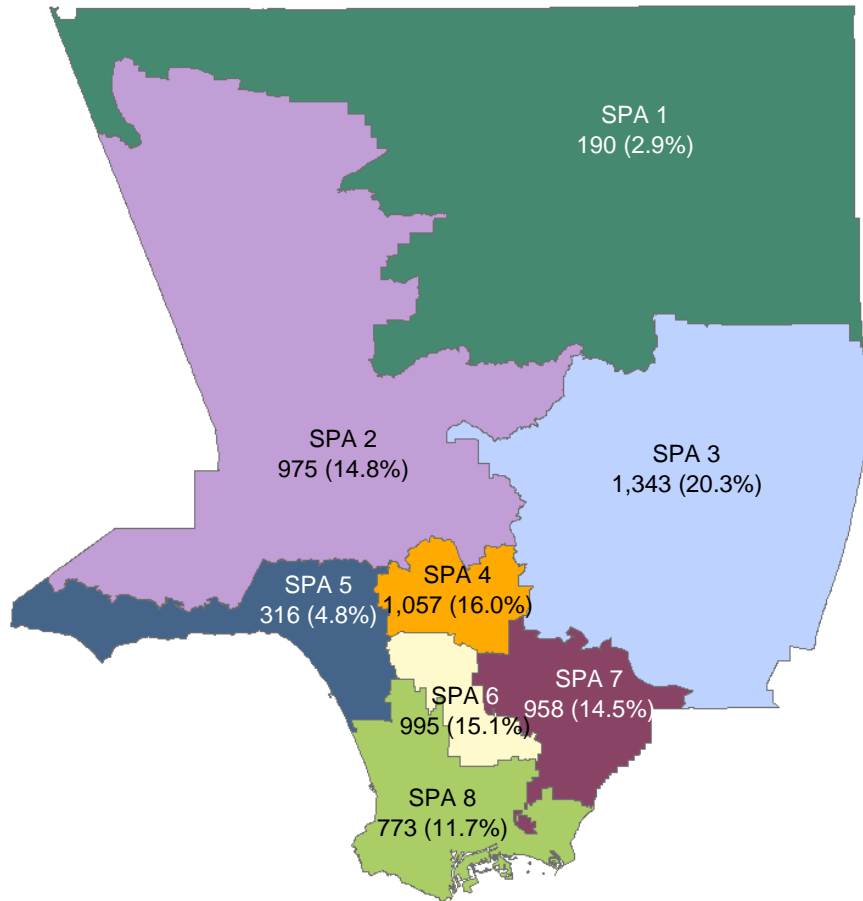 SPA 1
190 (2.9%)
SPA 2
975 (14.8%)
SPA 3
1,343 (20.3%)
SPA 4
1,057 (16.0%)
SPA 5
316 (4.8%)
SPA 6
995 (15.1%)
SPA 7
958 (14.5%)
SPA 8
773 (11.7%)